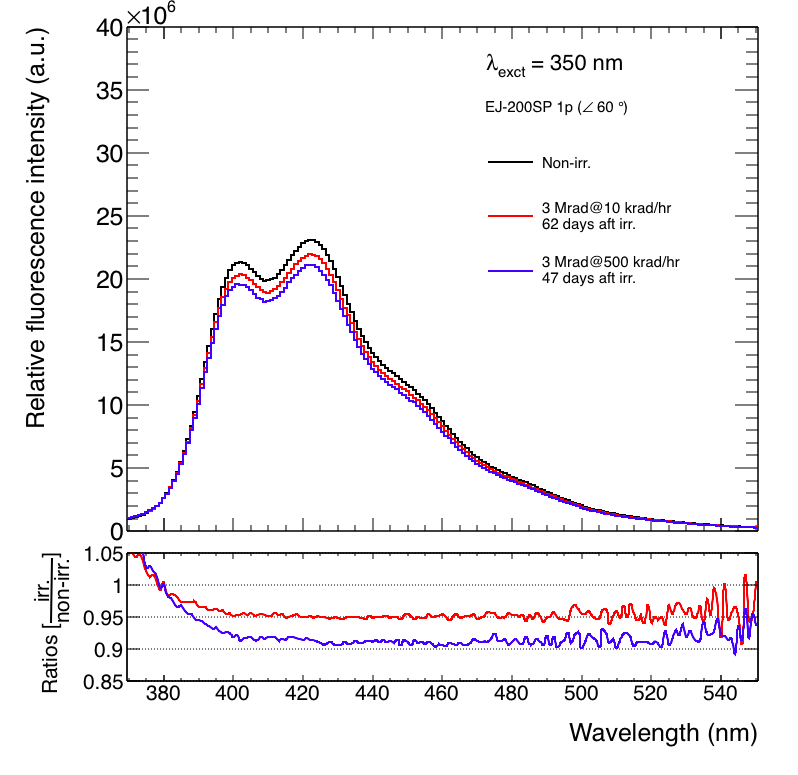 ×10⁶
40
35
30
25
20
15
10
5
0
Relative fluorescence intensity (a.u.)
λexct = 350 nm
EJ-200SP 1p (∠ 60 °)
Non-irr.
3 Mrad@10 krad/hr
62 days aft irr.
3 Mrad@500 krad/hr
47 days aft irr.
1.05
1
0.95
0.9
0.85
Ratios [irr./non-irr.]
380 400 420 440 460 480 500 520 540
Wavelength (nm)